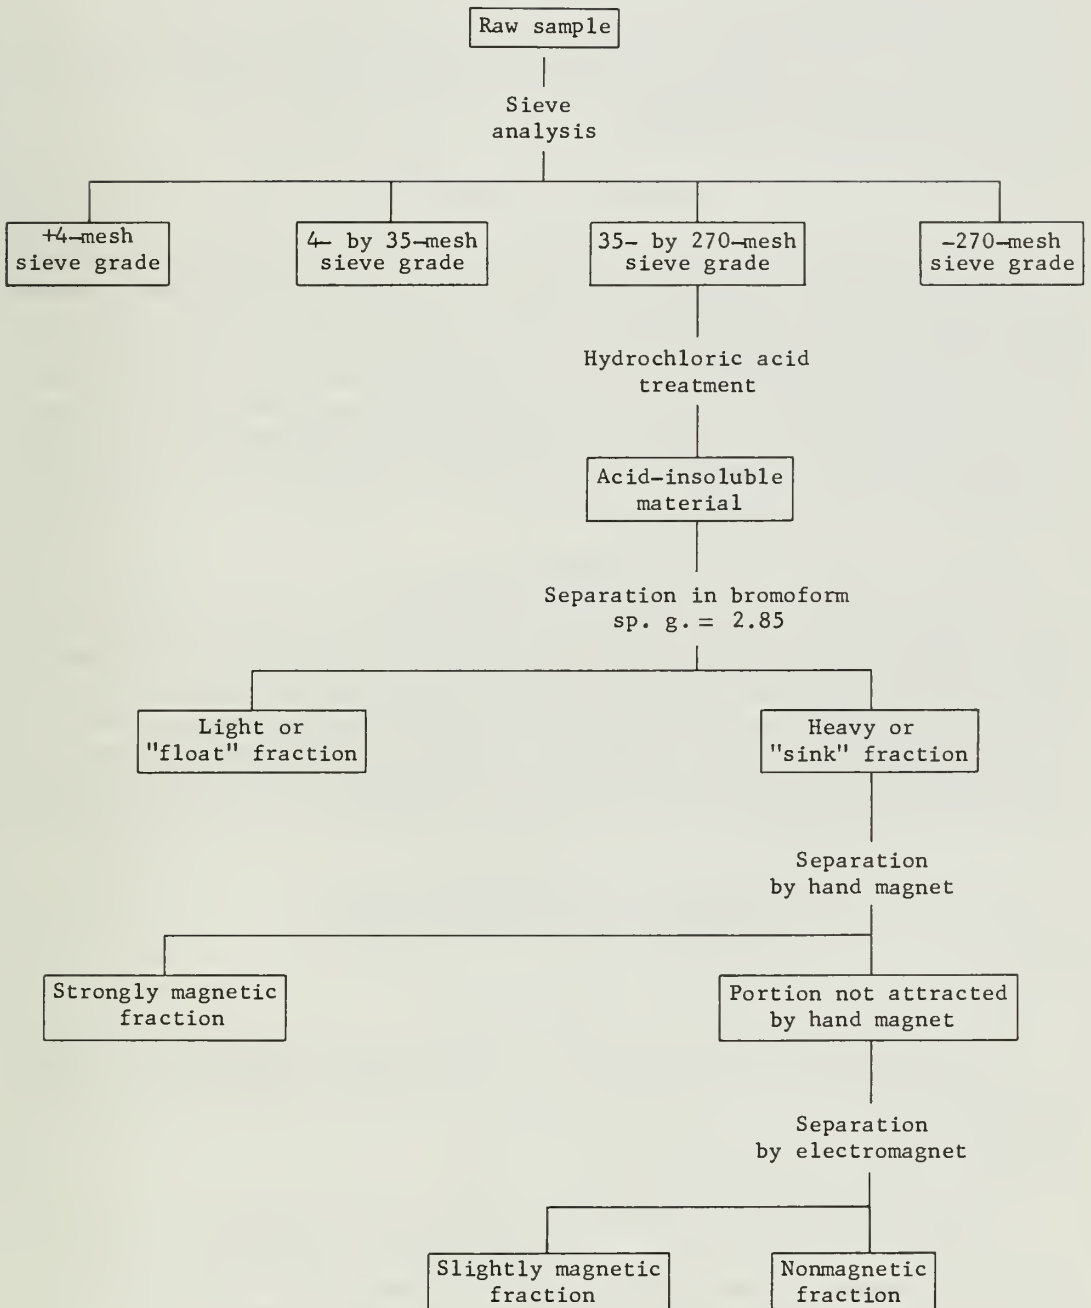 Raw sample
Sieve
analysis
+4-mesh
sieve grade
4- by 35-mesh
sieve grade
35- by 270-mesh
sieve grade
-270-mesh
sieve grade
Hydrochloric acid
treatment
Acid-insoluble
material
Separation in bromoform
sp. g. = 2.85
Light or
"float" fraction
Heavy or
"sink" fraction
Separation
by hand magnet
Strongly magnetic
fraction
Portion not attracted
by hand magnet
Separation
by electromagnet
Slightly magnetic
fraction
Nonmagnetic
fraction